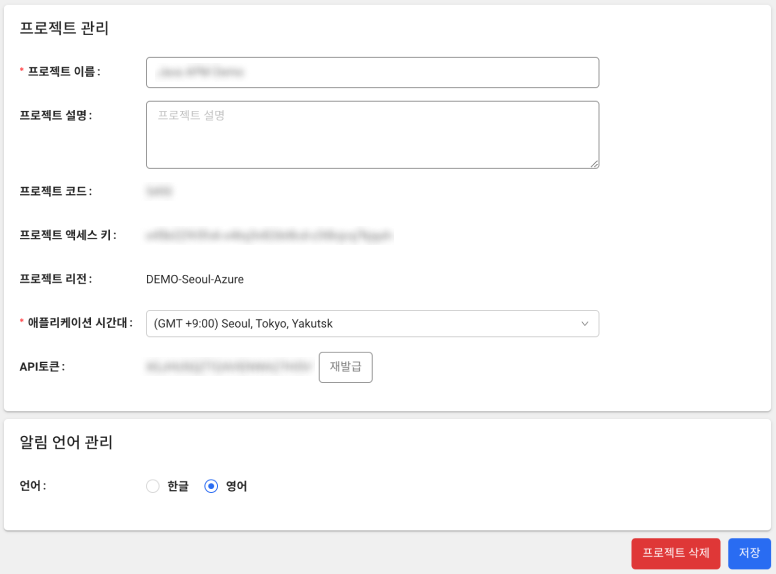 프로젝트 관리
* 프로젝트 이름 :
프로젝트 설명 :
프로젝트 설명
프로젝트 코드 :
프로젝트 액세스 키 :
프로젝트 리전 : DEMO-Seoul-Azure
* 애플리케이션 시간대 : (GMT +9:00) Seoul, Tokyo, Yakutsk
API토큰 : 재발급
알림 언어 관리
언어 : 한글 영어
프로젝트 삭제 저장